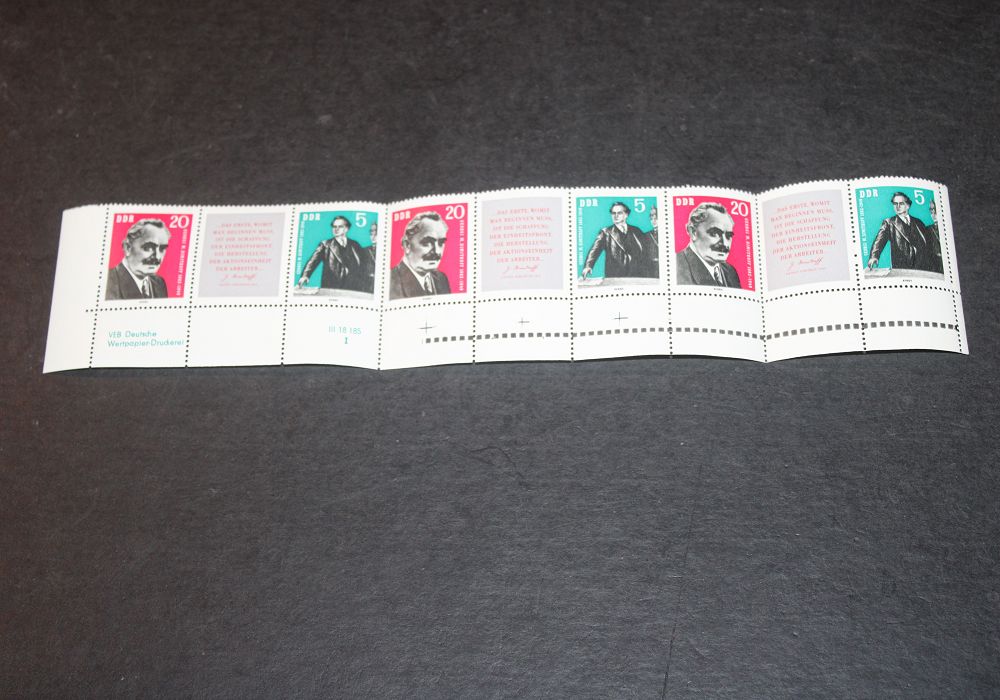 DDR 20
DAS ERSTE, WOMIT
WAN BEGINNEN MUSS,
IST DIE SCHAFFUNG
DER EINHEITSFRONT,
DIE HERSTELLUNG
DER AKTIONSEINHEIT
DER ARBEITER...
DDR 5
DDR 20
DAS ERSTE, WOMIT
MAN BEGINNEN MUSS,
IST DIE SCHAFFUNG
DER EINHEITSFRONT,
DIE HERSTELLUNG
DER AKTIONSEINHEIT
DER ARBEITER...
DDR 5
DDR 20
DAS ERSTE, WOMIT
MAN BEGINNEN MUSS,
IST DIE SCHAFFUNG
DER EINHEITSFRONT,
DIE HERSTELLUNG
DER AKTIONSEINHEIT
DER ARBEITER...
DDR 5
VEB Deutsche
Wertpapier-Druckerei
III 18 185
1